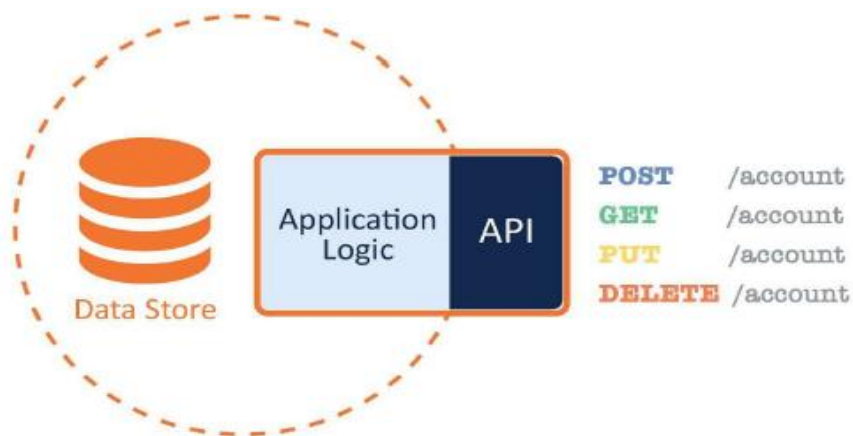 Data Store
Application
Logic
API
POST /account
GET /account
PUT /account
DELETE /account